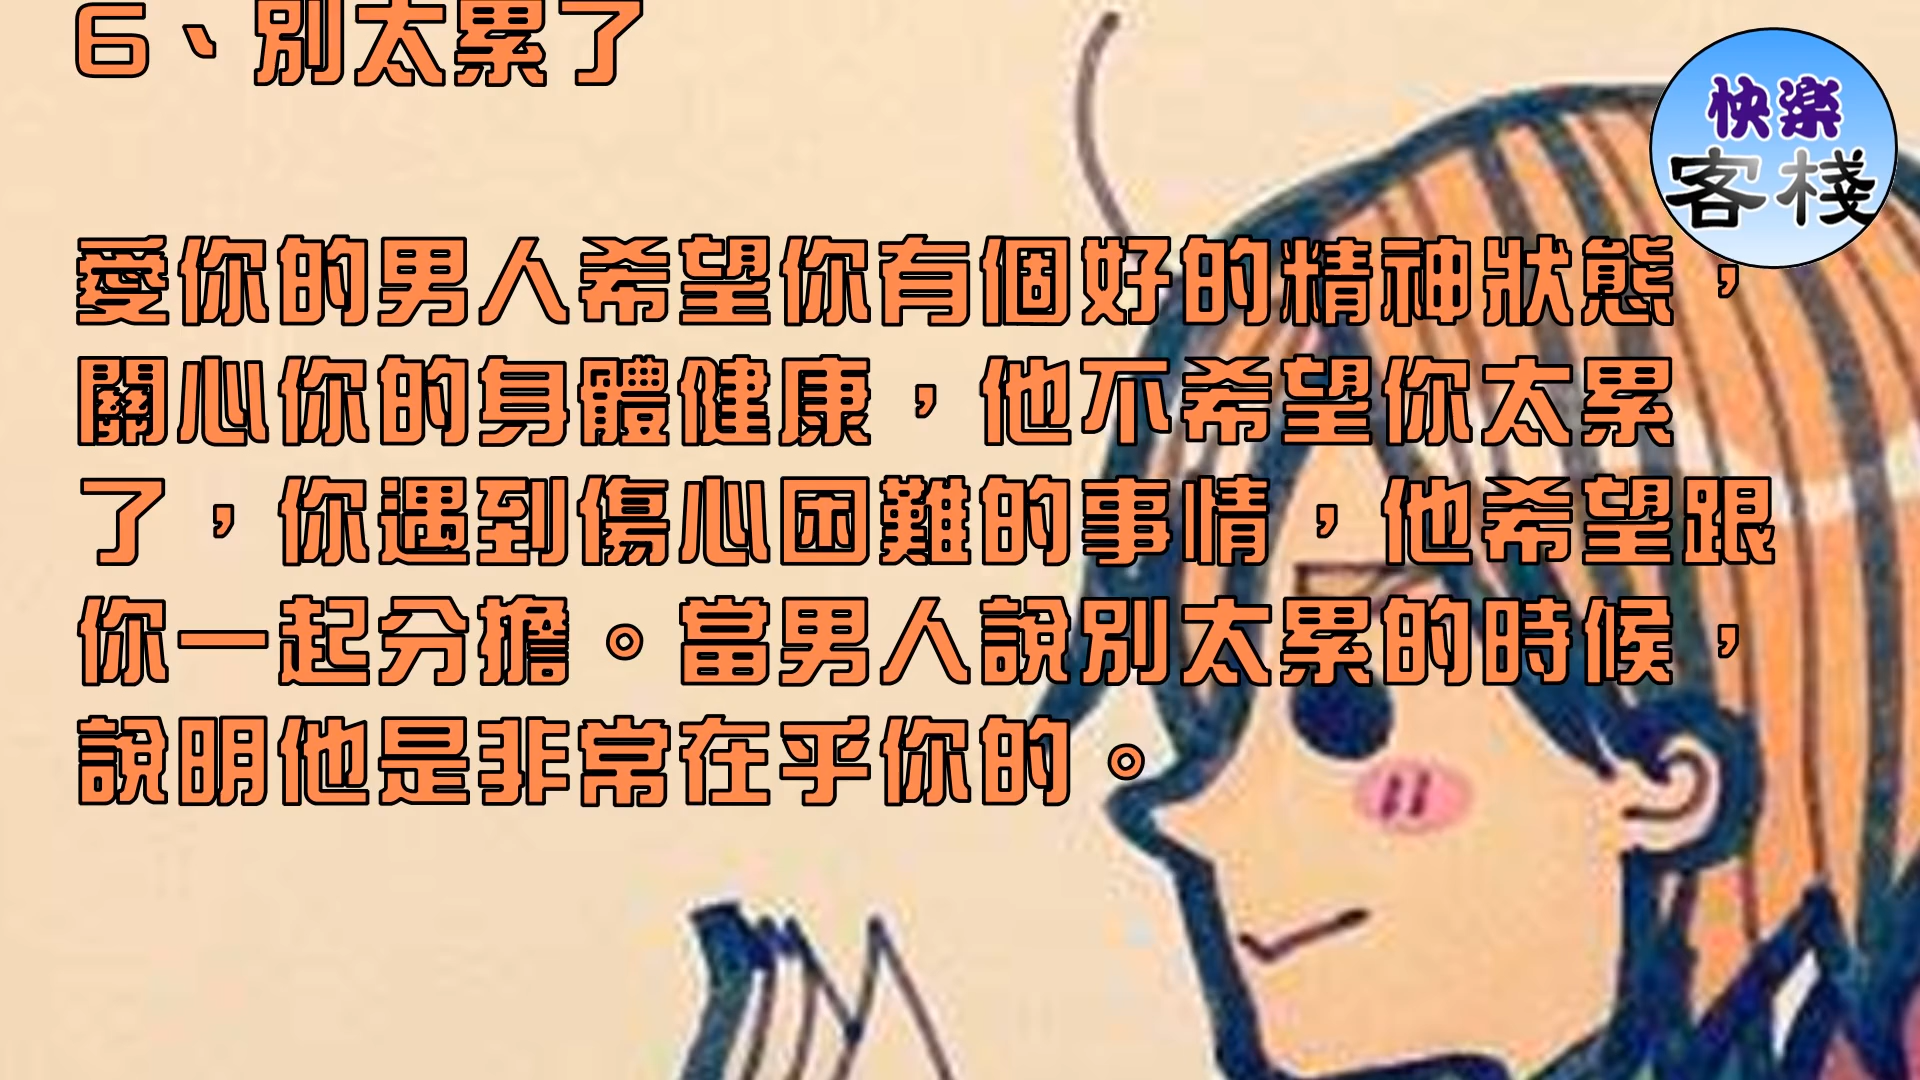 6、別太累了
快楽
客栈
愛你的男人希望你有個好的精神狀態，
關心你的身體健康，他不希望你太累
了，你遇到傷心困難的事情，他希望跟
你一起分擔。當男人說別太累的時候，
說明他是非常在乎你的。